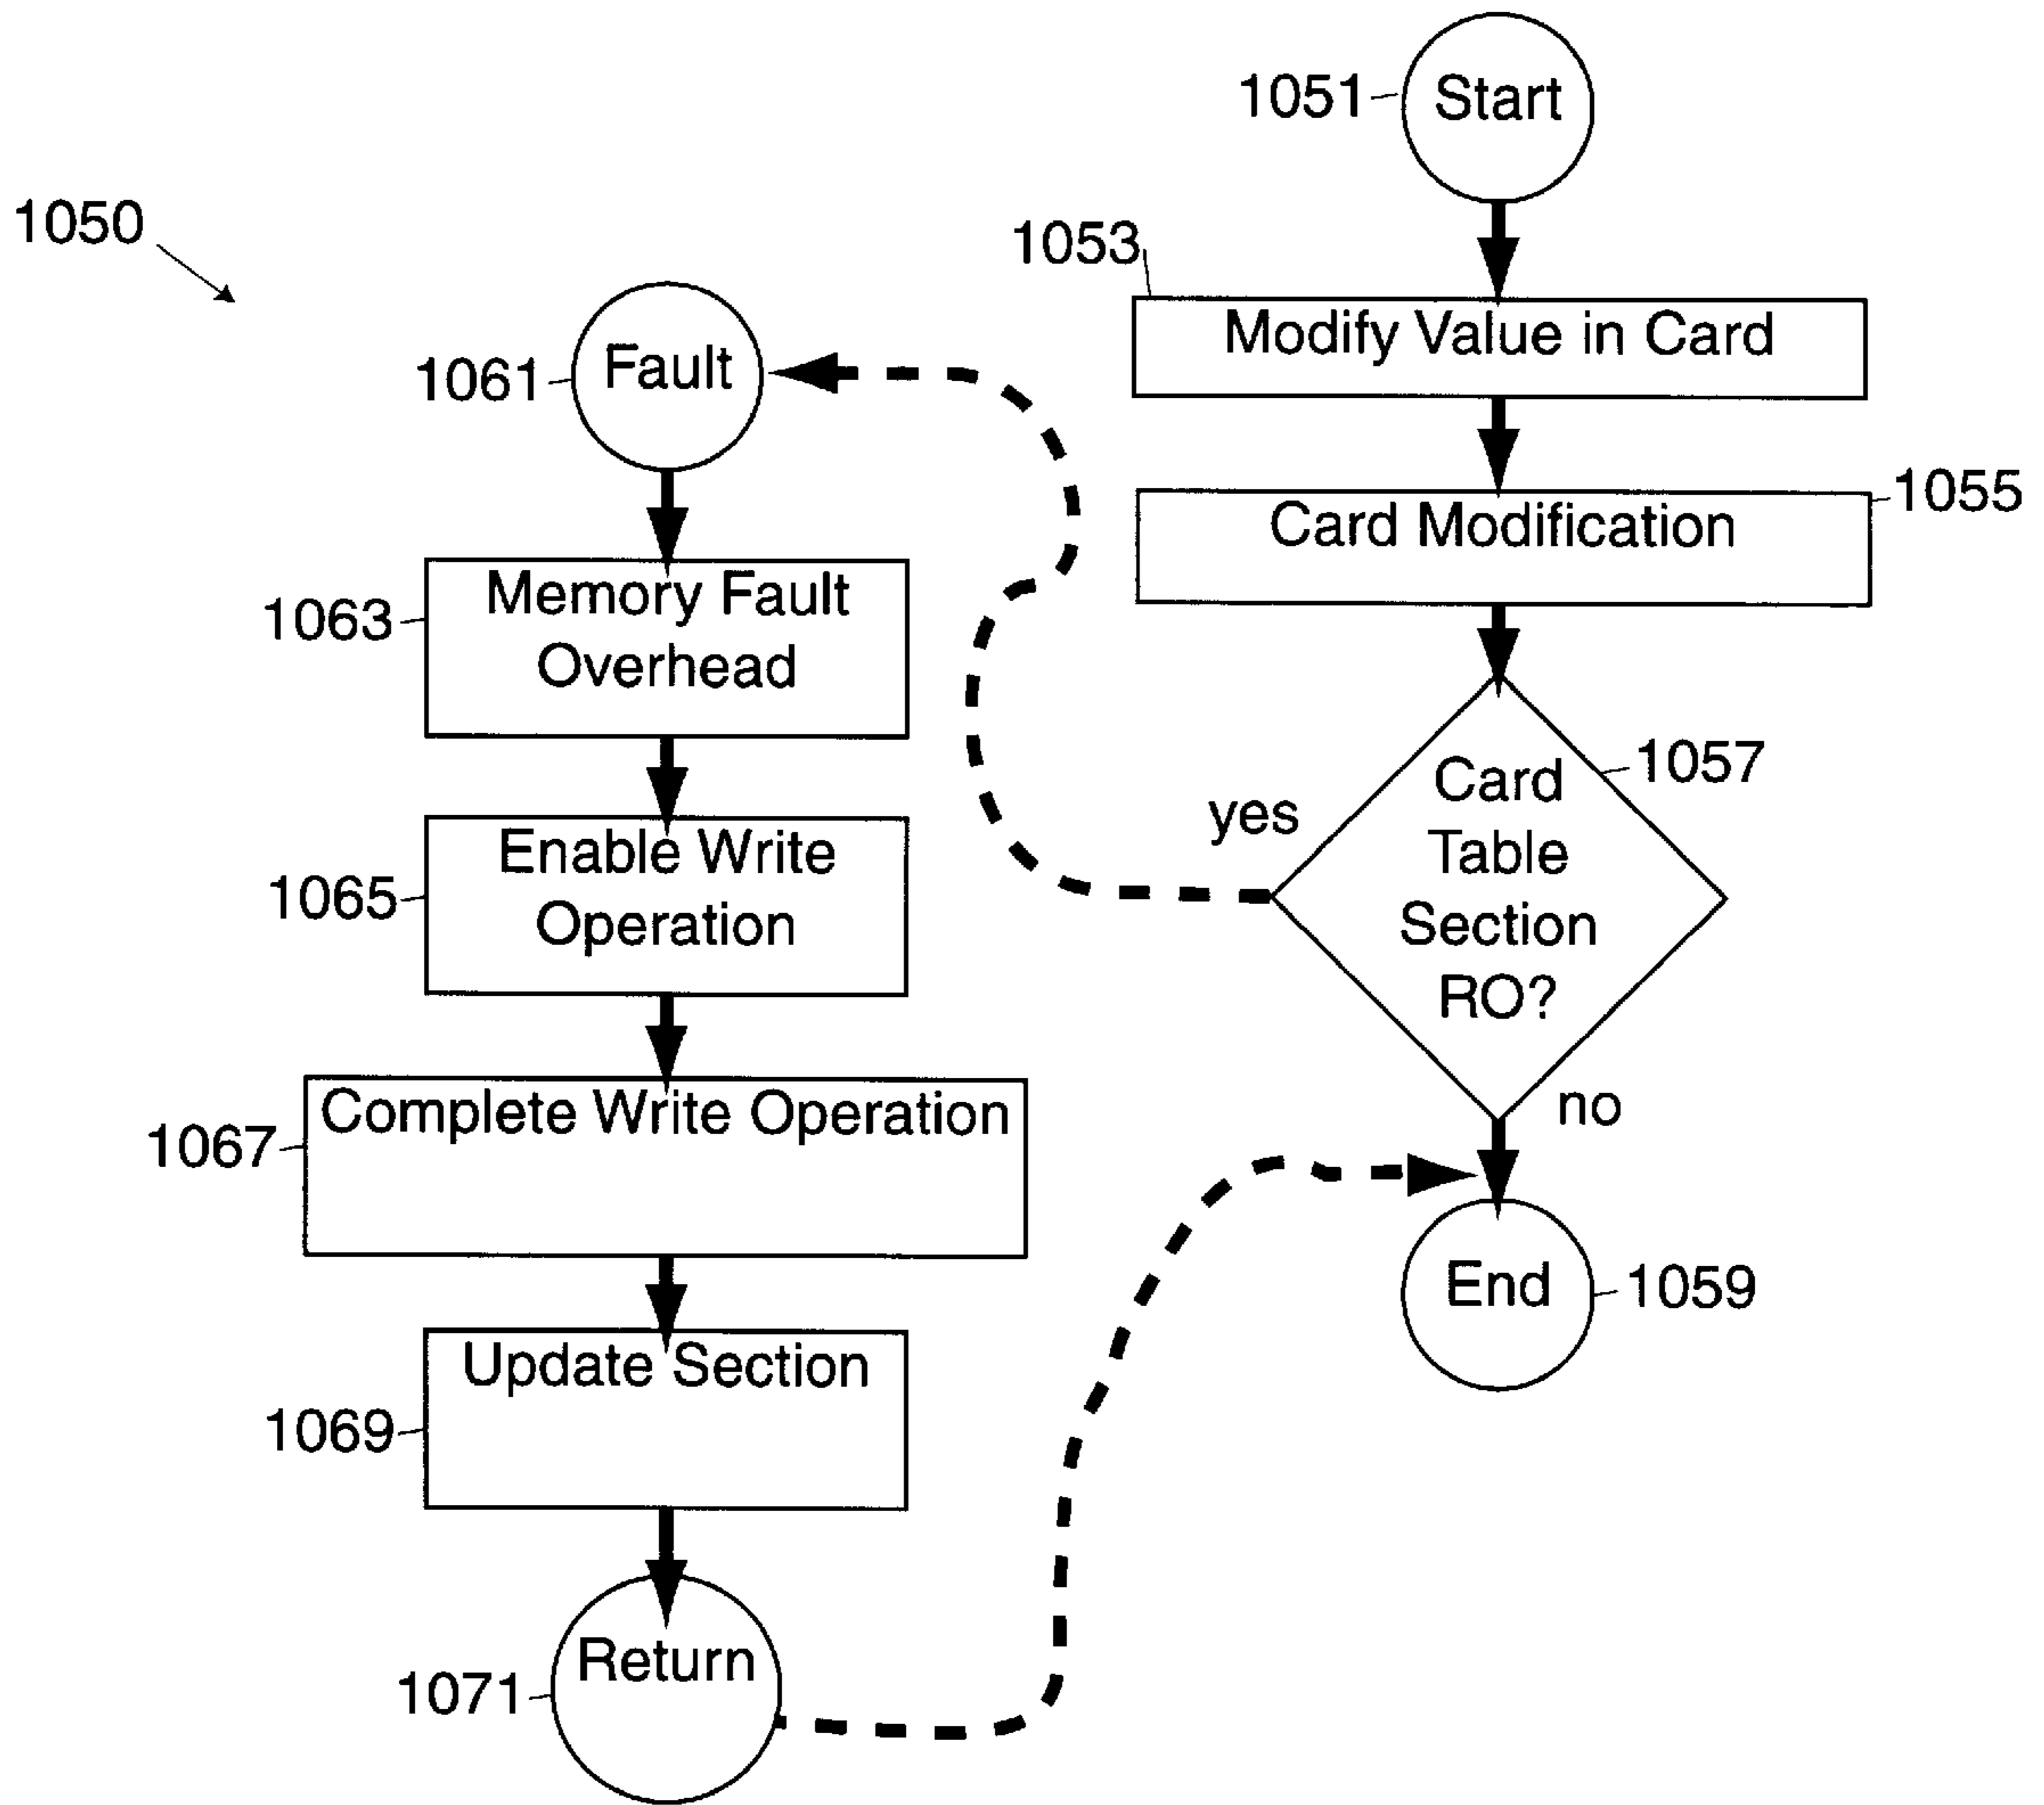 1050
1051
Start
1053
Modify Value in Card
1055
Card Modification
1057
Card
Table
Section
RO?
yes
no
End
1059
1061
Fault
1063
Memory Fault
Overhead
1065
Enable Write
Operation
1067
Complete Write Operation
1069
Update Section
1071
Return